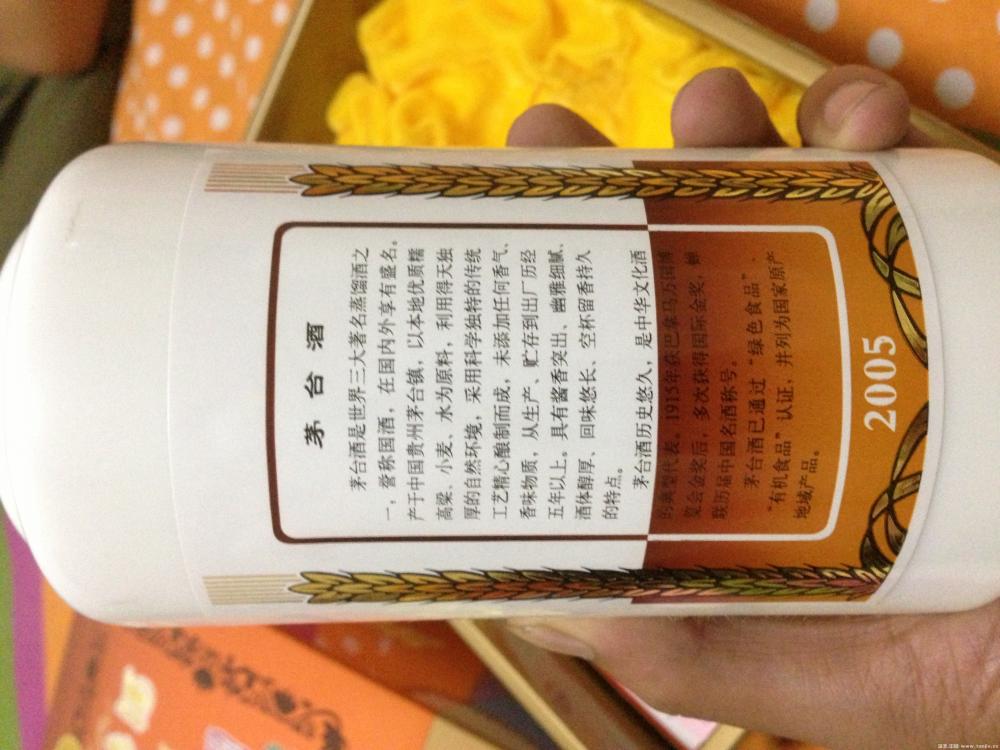 茅台酒
茅台酒是世界三大著名蒸馏酒之
一，誉称国酒，在国内外享有盛名。
产于中国贵州茅台镇，以本地优质糯
高粱、小麦、水为原料，利用得天独
厚的自然环境，采用科学独特的传统
工艺精心酿制而成，未添加任何香气、
香味物质，从生产、贮存到出厂历经
五年以上。具有酱香突出、幽雅细腻、
酒体醇厚、回味悠长、空杯留香持久
的特点。
茅台酒历史悠久，是中华文化酒
的典型代表。1915年获巴拿马万国博
览会金奖后，多次获得国际金奖，蝉
联历届中国名酒称号。
茅台酒已通过“绿色食品”、
“有机食品”认证，并列为国家原产
地域产品。
2005